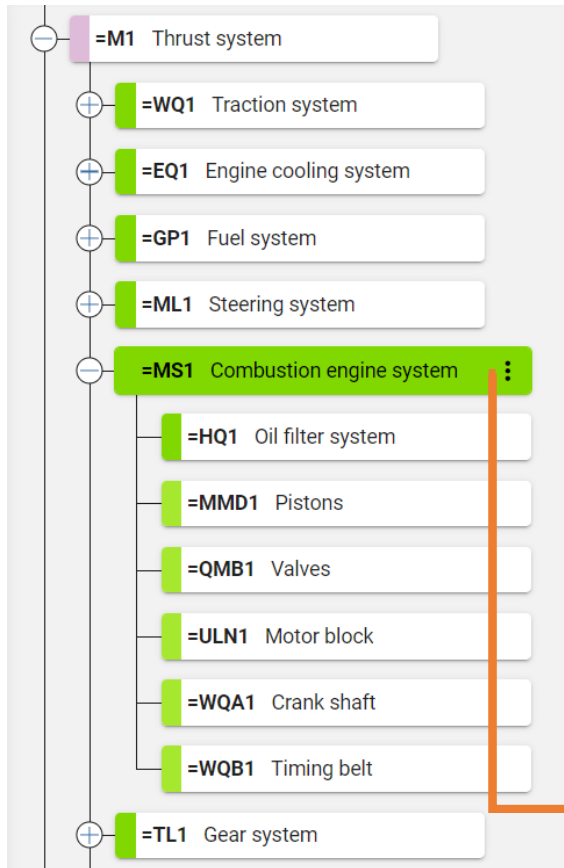 =M1 Thrust system
=WQ1 Traction system
=EQ1 Engine cooling system
=GP1 Fuel system
=ML1 Steering system
=MS1 Combustion engine system
=HQ1 Oil filter system
=MMD1 Pistons
=QMB1 Valves
=ULN1 Motor block
=WQA1 Crank shaft
=WQB1 Timing belt
=TL1 Gear system